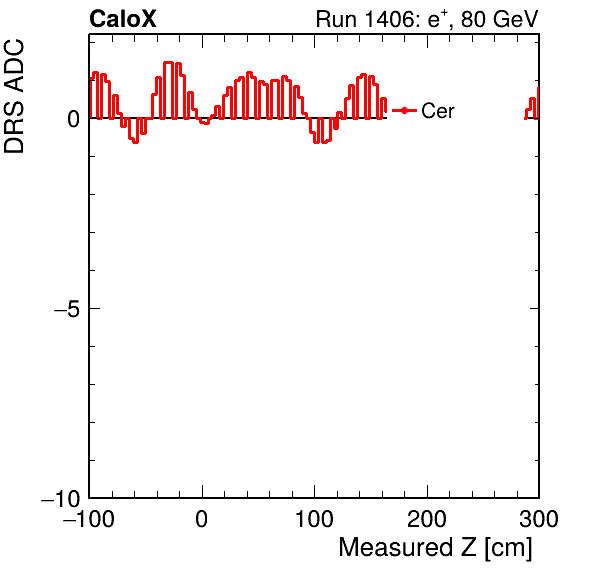 CaloX Run 1406: e⁺, 80 GeV
DRS ADC
Cer
0
−5
−10
−100 0 100 200 300
Measured Z [cm]